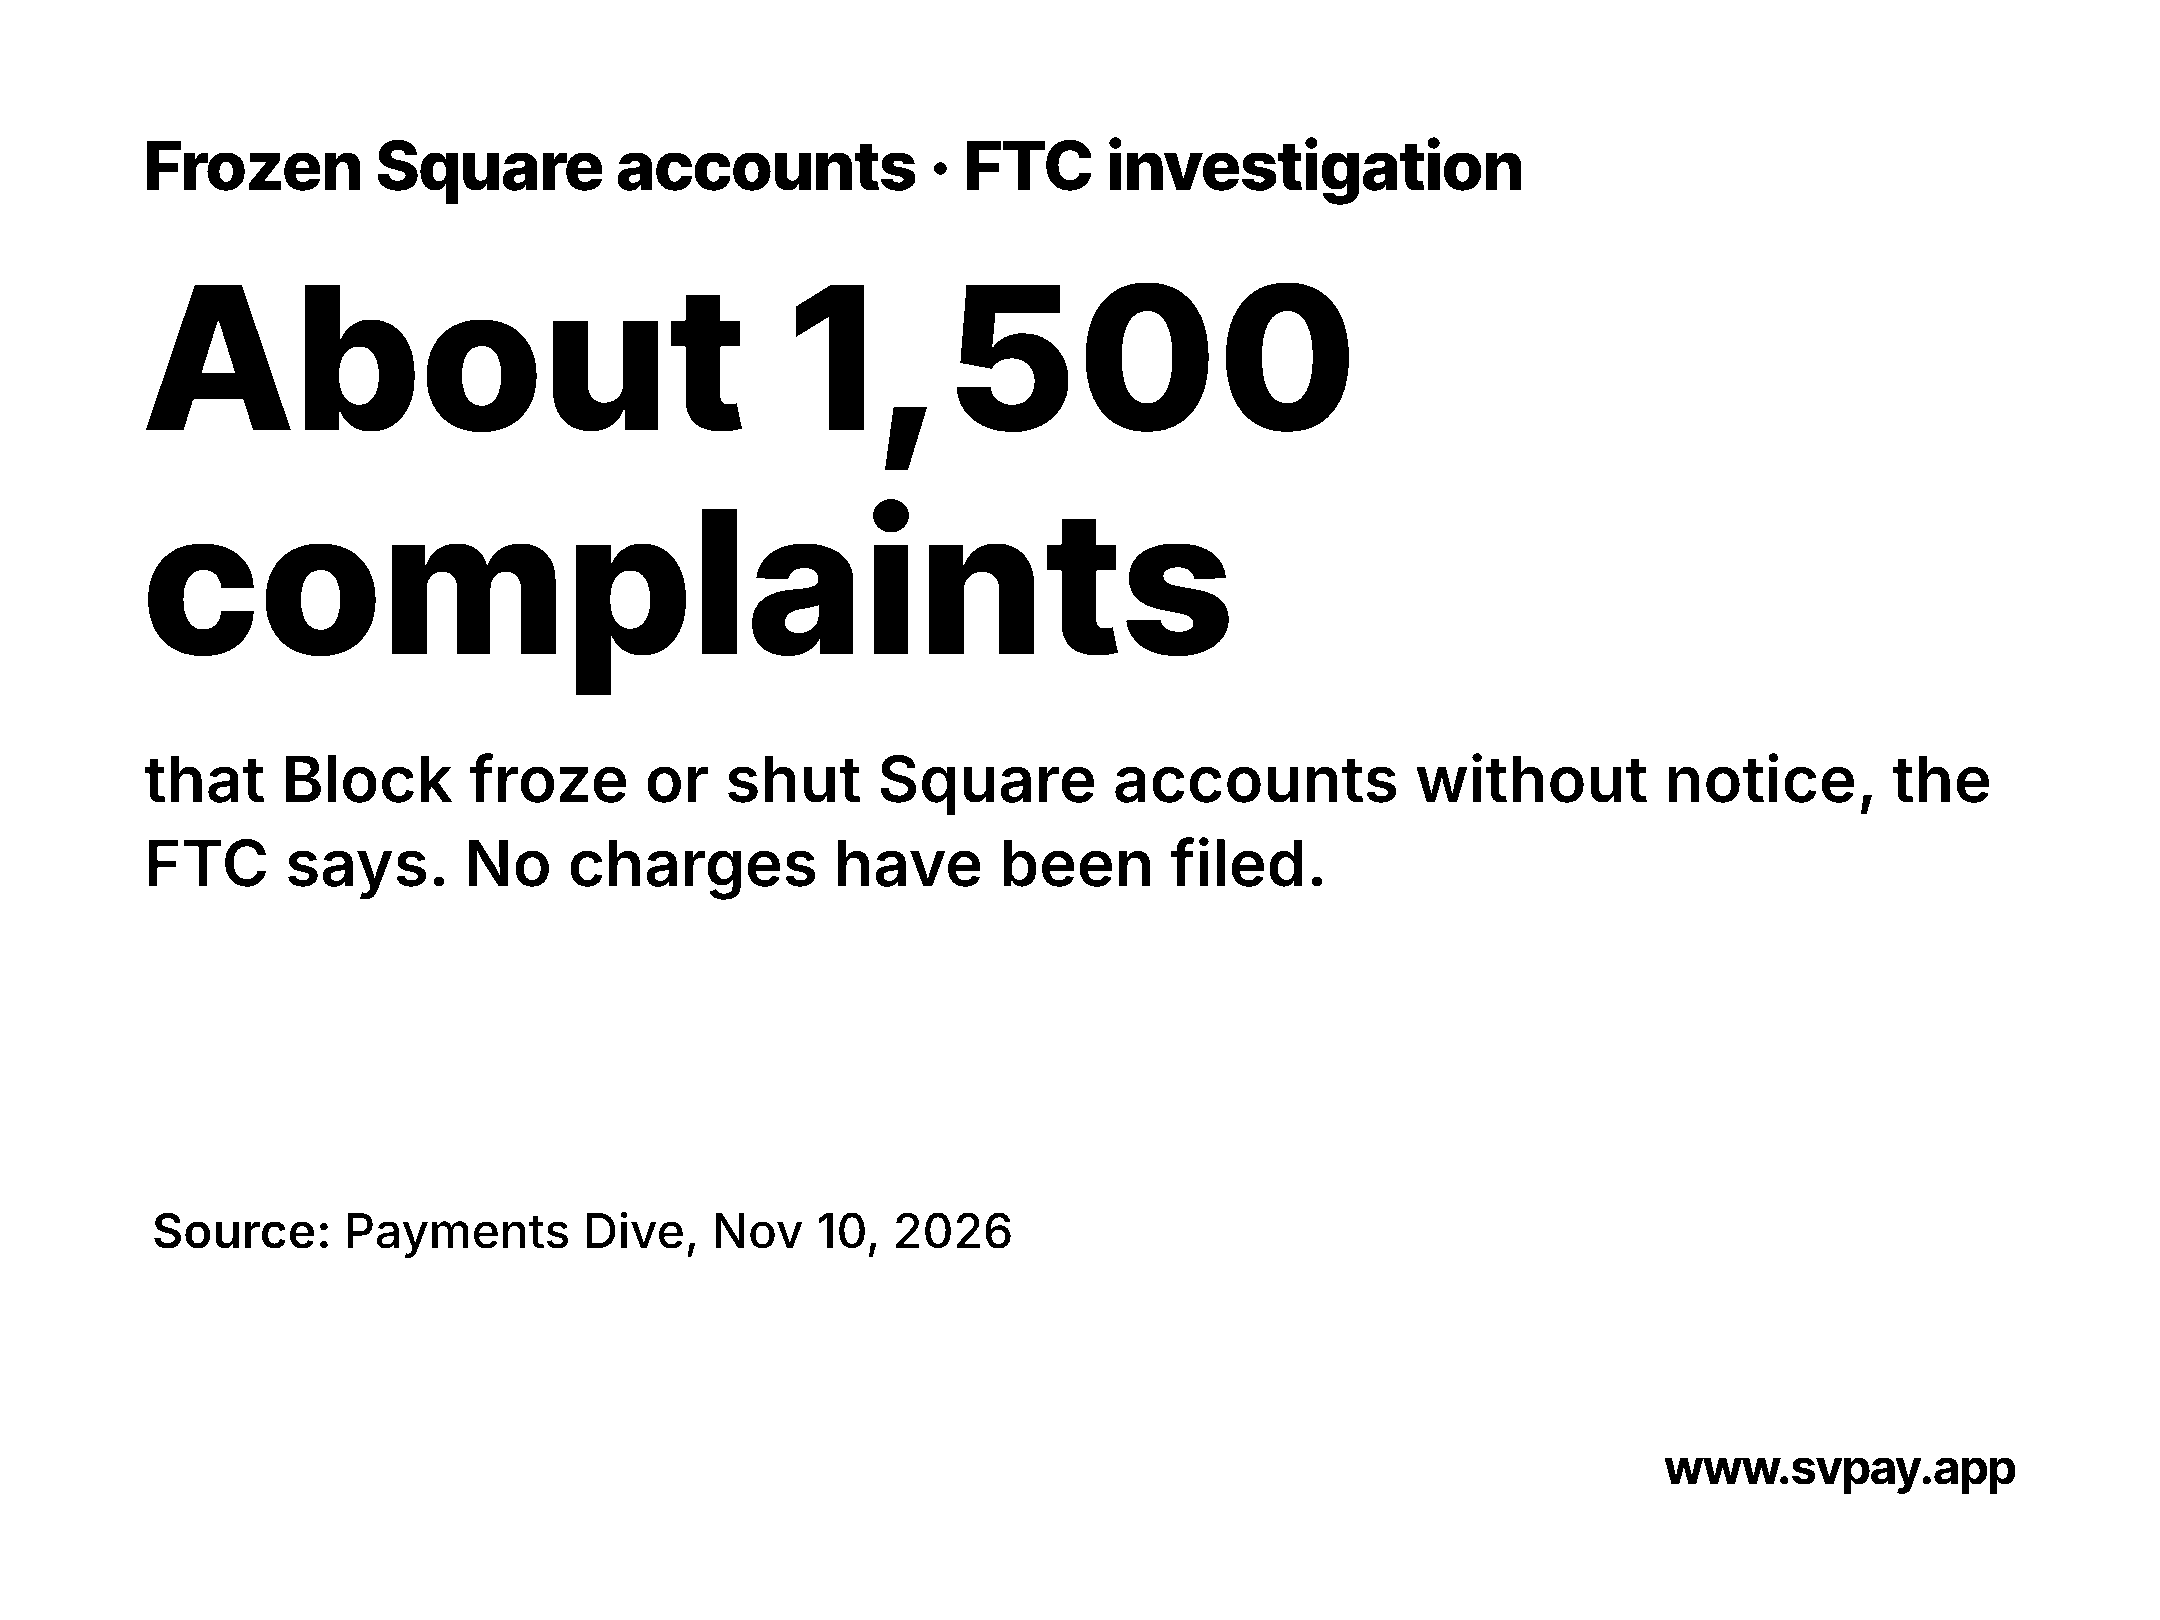 Frozen Square accounts · FTC investigation
About 1,500
complaints
that Block froze or shut Square accounts without notice, the
FTC says. No charges have been filed.
Source: Payments Dive, Nov 10, 2026
www.svpay.app